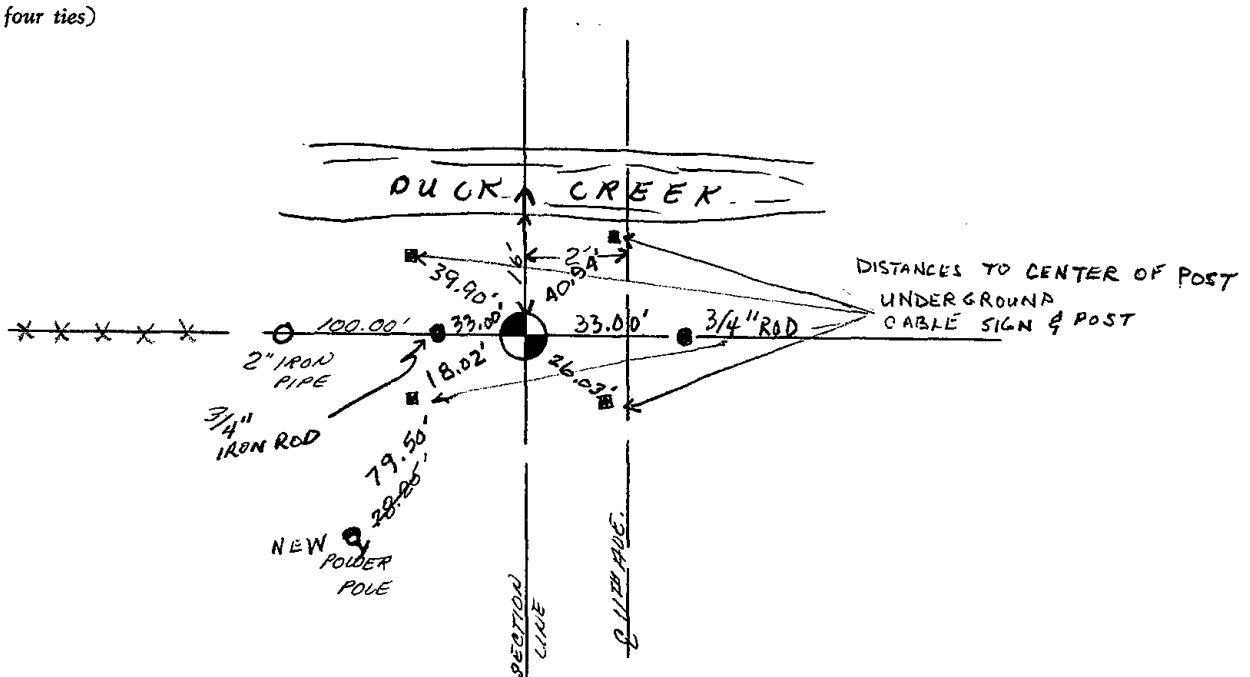 four ties)
DUCK CREEK
16'
2'
39.90'
40.54'
DISTANCES TO CENTER OF POST
UNDERGROUND
CABLE SIGN & POST
100.00'
33.00'
33.00'
3/4" ROD
2" IRON
PIPE
18.02'
26.03'
3/4"
IRON ROD
79.50'
NEW
POWER
POLE
SECTION
LINE
℄ 11TH AVE.